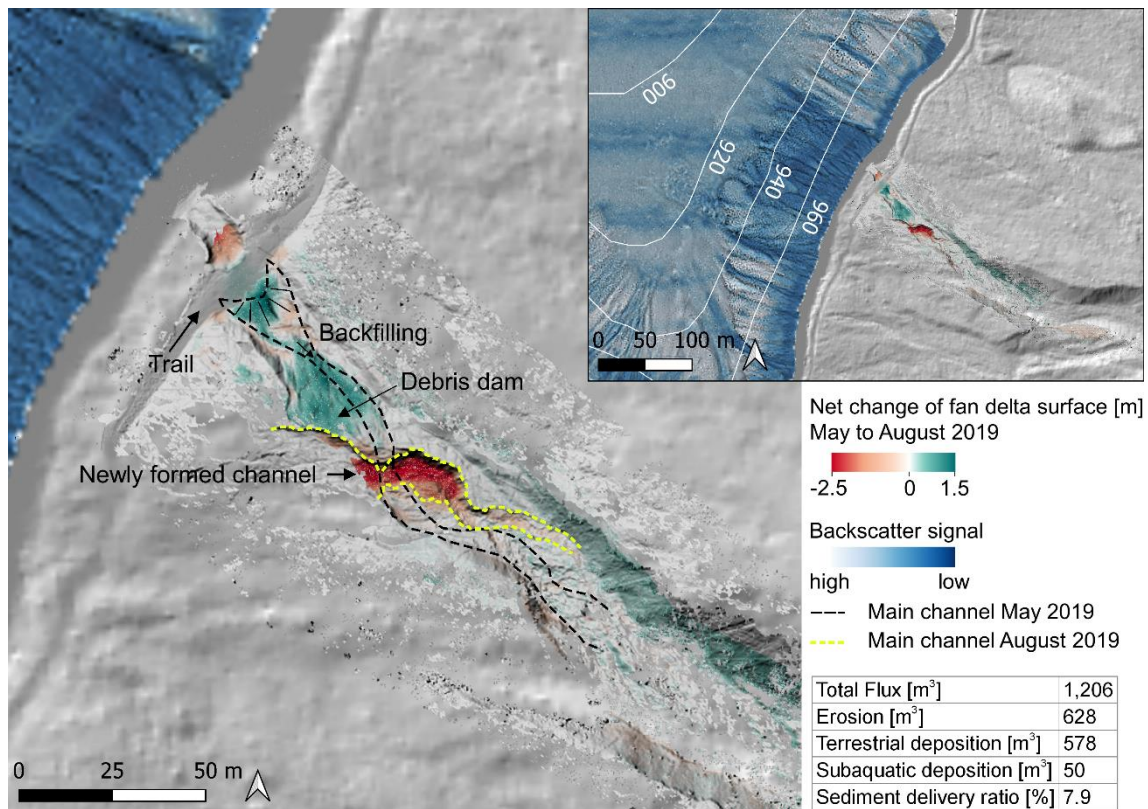 900
920
940
960
0 50 100 m
Trail
Backfilling
Debris dam
Newly formed channel
0 25 50 m
Net change of fan delta surface [m]
May to August 2019
-2.5 0 1.5
Backscatter signal
high low
Main channel May 2019
Main channel August 2019
Total Flux [m³] 1,206
Erosion [m³] 628
Terrestrial deposition [m³] 578
Subaquatic deposition [m³] 50
Sediment delivery ratio [%] 7.9